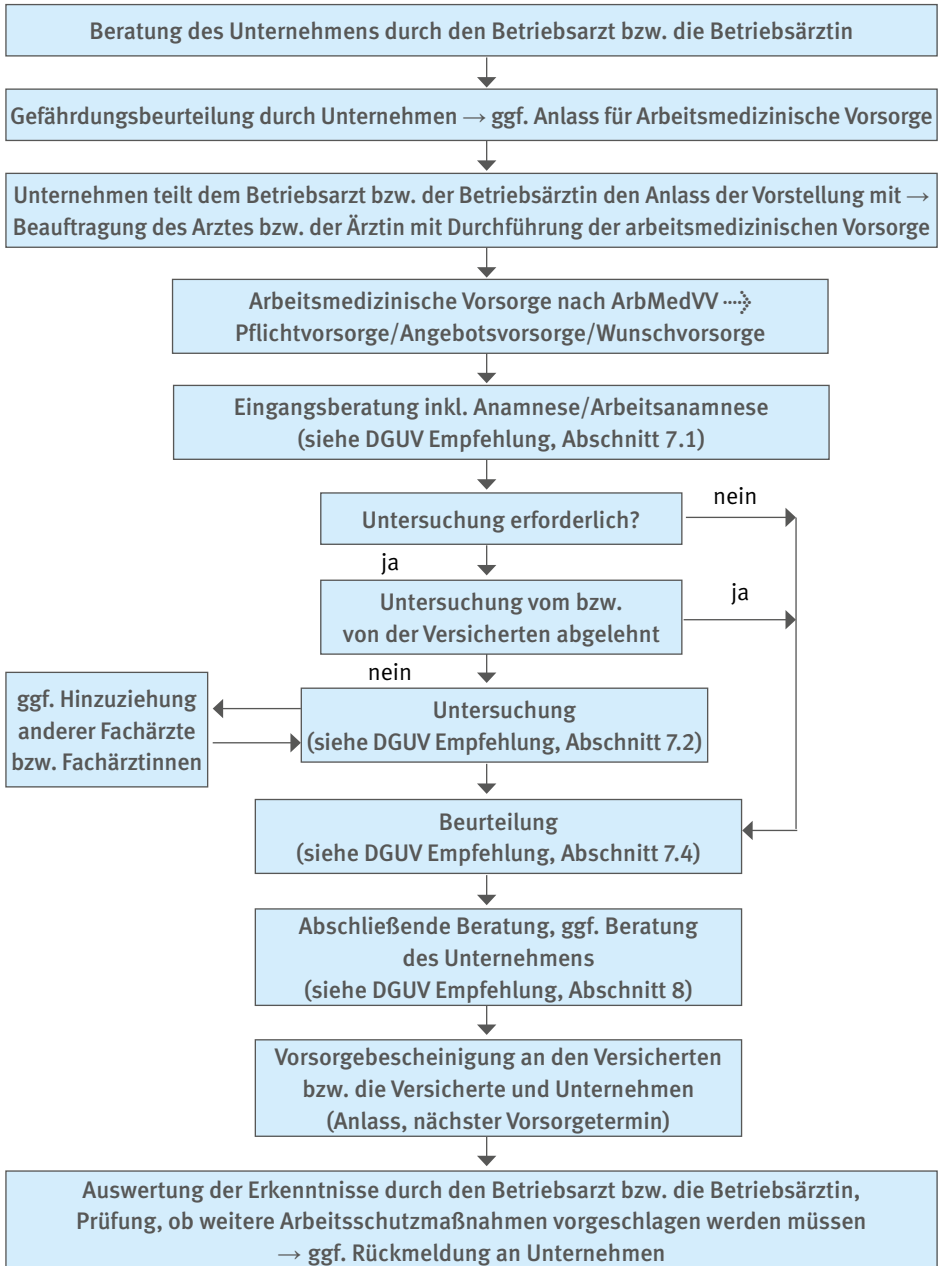 Beratung des Unternehmens durch den Betriebsarzt bzw. die Betriebsärztin
Gefährdungsbeurteilung durch Unternehmen → ggf. Anlass für Arbeitsmedizinische Vorsorge
Unternehmen teilt dem Betriebsarzt bzw. der Betriebsärztin den Anlass der Vorstellung mit →
Beauftragung des Arztes bzw. der Ärztin mit Durchführung der arbeitsmedizinischen Vorsorge
Arbeitsmedizinische Vorsorge nach ArbMedVV ⤑
Pflichtvorsorge/Angebotsvorsorge/Wunschvorsorge
Eingangsberatung inkl. Anamnese/Arbeitsanamnese
(siehe DGUV Empfehlung, Abschnitt 7.1)
Untersuchung erforderlich?
nein
ja
Untersuchung vom bzw.
von der Versicherten abgelehnt
ja
nein
ggf. Hinzuziehung
anderer Fachärzte
bzw. Fachärztinnen
Untersuchung
(siehe DGUV Empfehlung, Abschnitt 7.2)
Beurteilung
(siehe DGUV Empfehlung, Abschnitt 7.4)
Abschließende Beratung, ggf. Beratung
des Unternehmens
(siehe DGUV Empfehlung, Abschnitt 8)
Vorsorgebescheinigung an den Versicherten
bzw. die Versicherte und Unternehmen
(Anlass, nächster Vorsorgetermin)
Auswertung der Erkenntnisse durch den Betriebsarzt bzw. die Betriebsärztin,
Prüfung, ob weitere Arbeitsschutzmaßnahmen vorgeschlagen werden müssen
→ ggf. Rückmeldung an Unternehmen